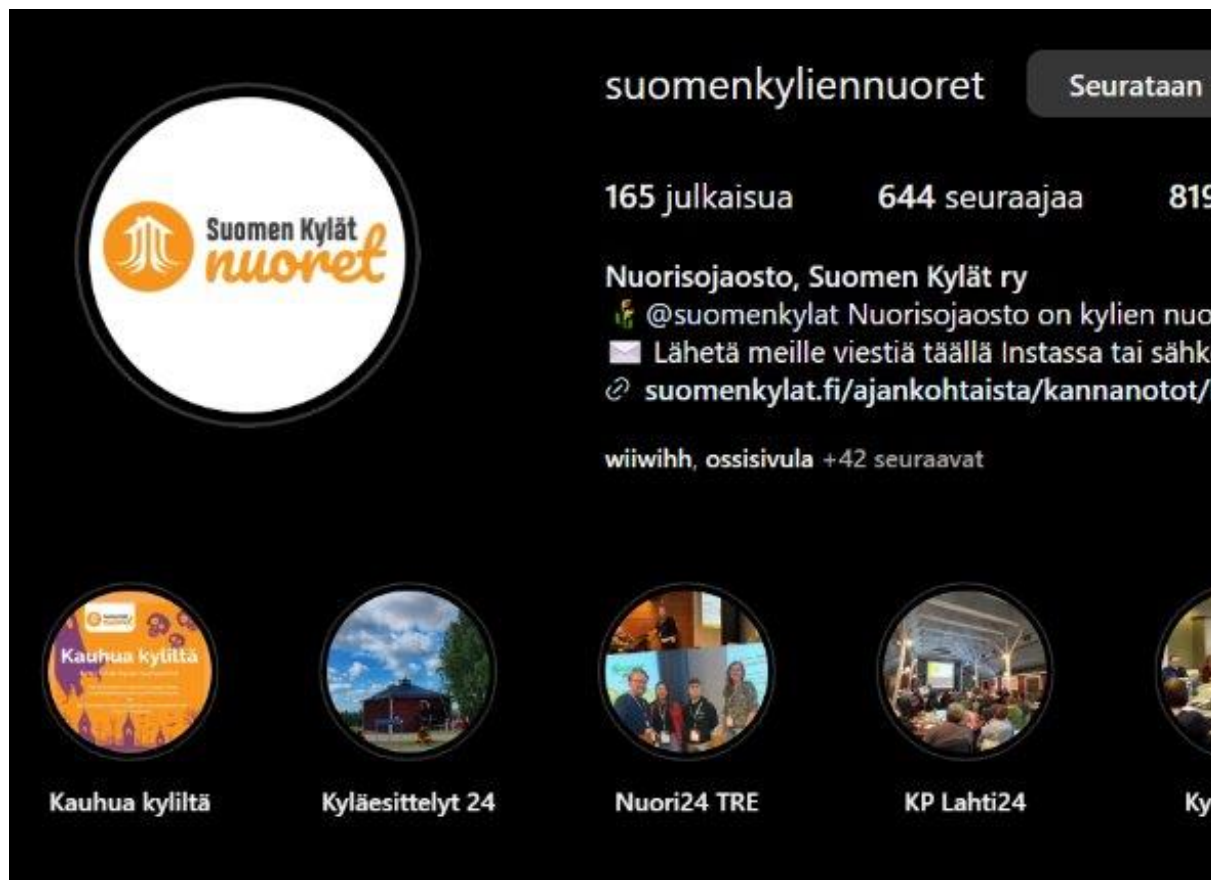 suomenkyliennuoret Seurataan
165 julkaisua 644 seuraajaa 819
Suomen Kylät
nuoret
Nuorisojaosto, Suomen Kylät ry
@suomenkylat Nuorisojaosto on kylien nuo
Lähetä meille viestiä täällä Instassa tai sähk
suomenkylat.fi/ajankohtaista/kannanotot/
wiiwihh, ossisivula +42 seuraavat
Kauhua kyliltä
Kauhua kyliltä Kyläesittelyt 24 Nuori24 TRE KP Lahti24 Ky